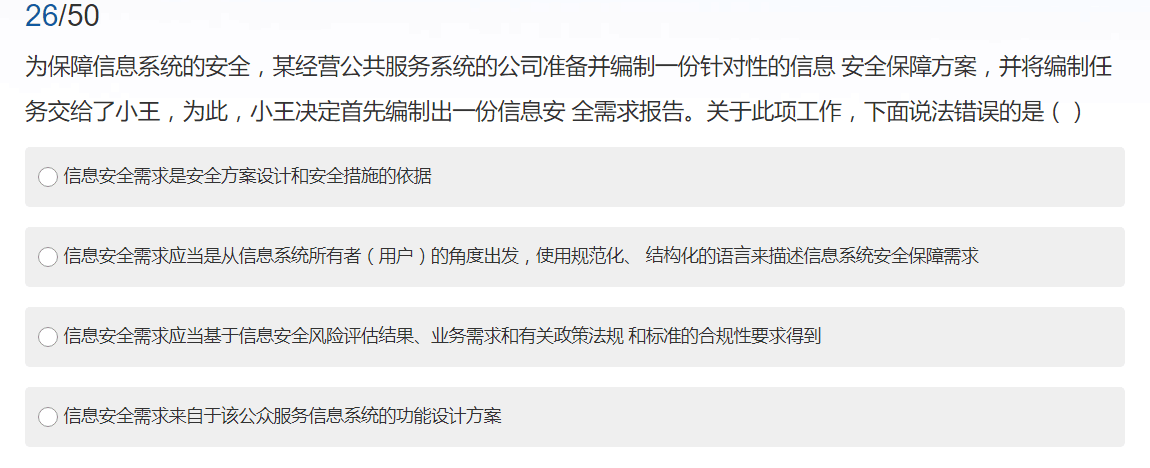 26/50
为保障信息系统的安全，某经营公共服务系统的公司准备并编制一份针对性的信息 安全保障方案，并将编制任
务交给了小王，为此，小王决定首先编制出一份信息安 全需求报告。关于此项工作，下面说法错误的是（ ）
信息安全需求是安全方案设计和安全措施的依据
信息安全需求应当是从信息系统所有者（用户）的角度出发，使用规范化、 结构化的语言来描述信息系统安全保障需求
信息安全需求应当基于信息安全风险评估结果、业务需求和有关政策法规 和标准的合规性要求得到
信息安全需求来自于该公众服务信息系统的功能设计方案